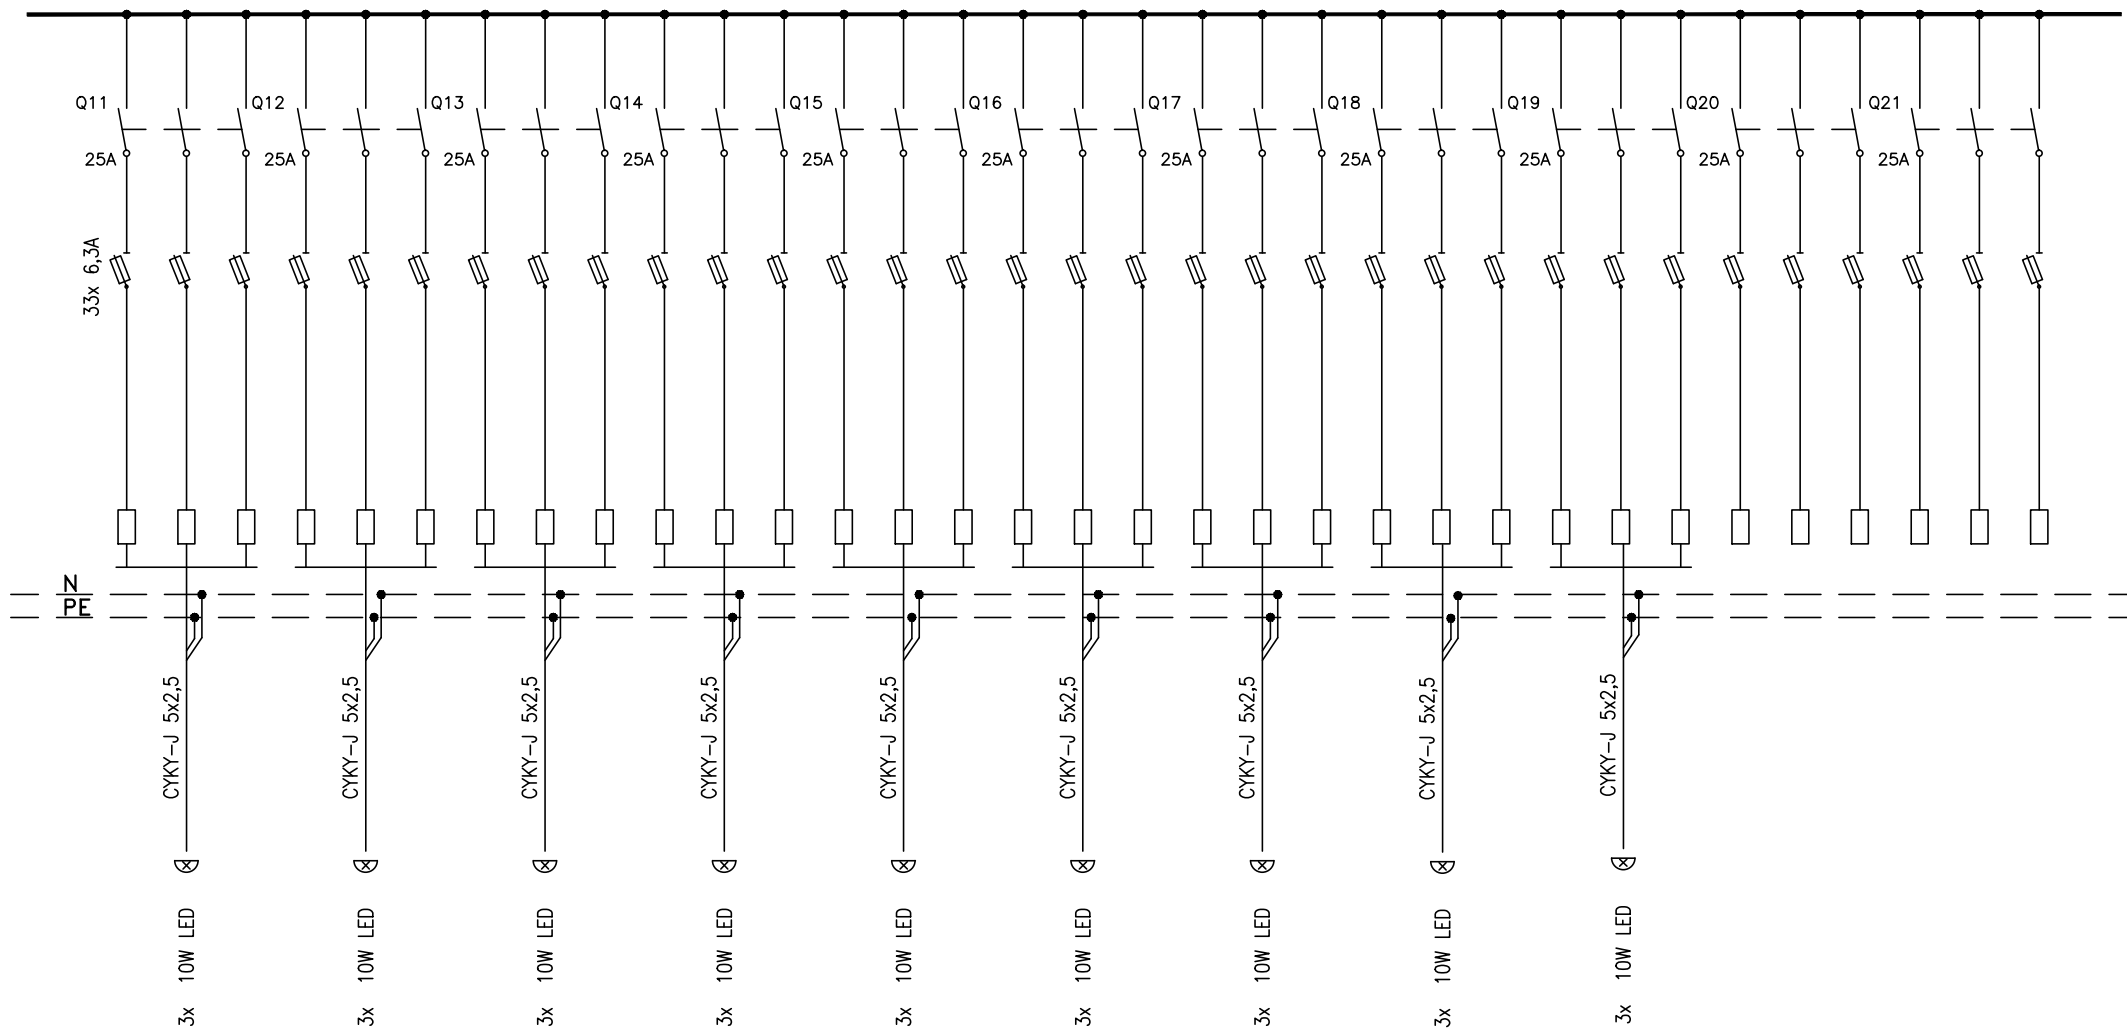 Q11
Q12
Q13
Q14
Q15
Q16
Q17
Q18
Q19
Q20
Q21
25A
25A
25A
25A
25A
25A
25A
25A
25A
25A
25A
33x 6,3A
N
PE
CYKY-J 5x2,5
CYKY-J 5x2,5
CYKY-J 5x2,5
CYKY-J 5x2,5
CYKY-J 5x2,5
CYKY-J 5x2,5
CYKY-J 5x2,5
CYKY-J 5x2,5
CYKY-J 5x2,5
3x 10W LED
3x 10W LED
3x 10W LED
3x 10W LED
3x 10W LED
3x 10W LED
3x 10W LED
3x 10W LED
3x 10W LED